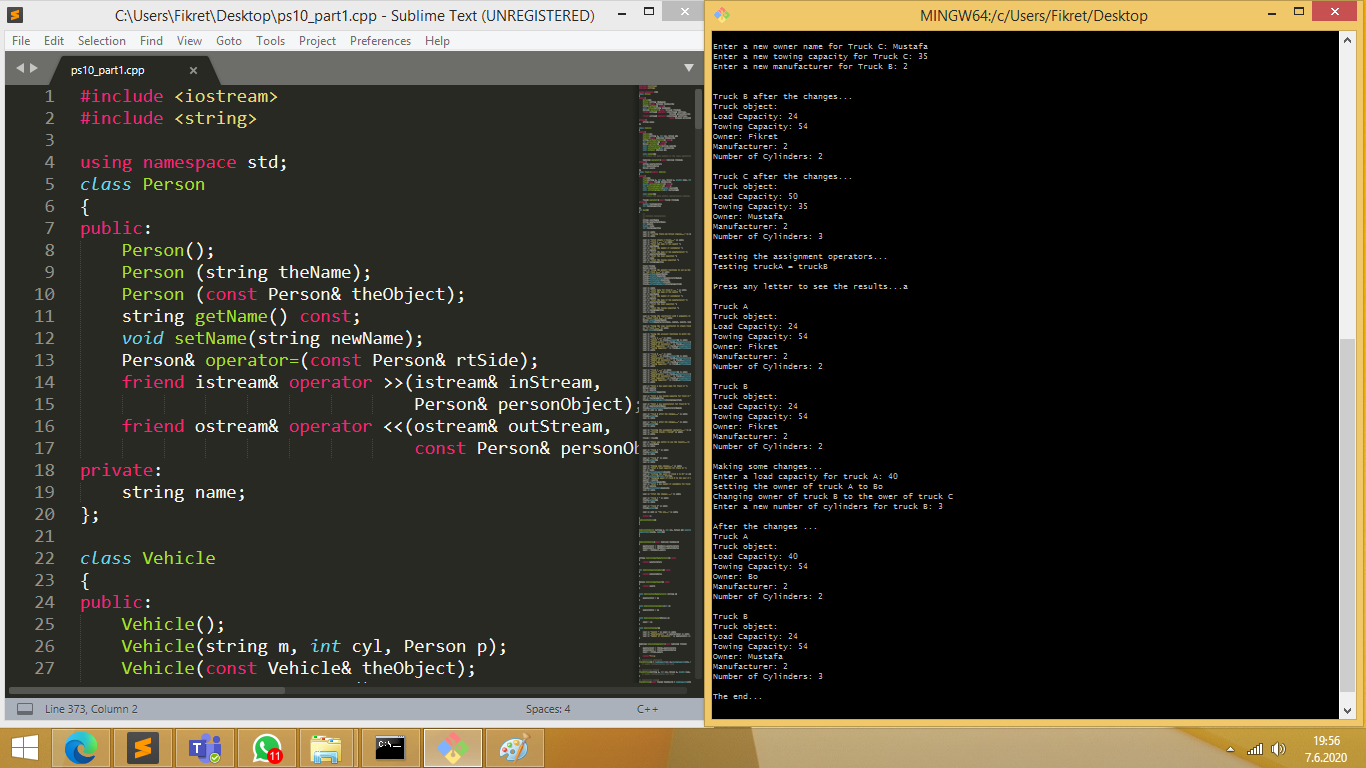 C:\Users\Fikret\Desktop\ps10_part1.cpp - Sublime Text (UNREGISTERED)
File Edit Selection Find View Goto Tools Project Preferences Help
ps10_part1.cpp
1 #include <iostream>
2 #include <string>
3
4 using namespace std;
5 class Person
6 {
7 public:
8 Person();
9 Person (string theName);
10 Person (const Person& theObject);
11 string getName() const;
12 void setName(string newName);
13 Person& operator=(const Person& rtSide);
14 friend istream& operator >>(istream& inStream,
15 Person& personObject);
16 friend ostream& operator <<(ostream& outStream,
17 const Person& personOb
18 private:
19 string name;
20 };
21
22 class Vehicle
23 {
24 public:
25 Vehicle();
26 Vehicle(string m, int cyl, Person p);
27 Vehicle(const Vehicle& theObject);
Line 373, Column 2
Spaces: 4
C++
MINGW64:/c/Users/Fikret/Desktop
Enter a new owner name for Truck C: Mustafa
Enter a new towing capacity for Truck C: 35
Enter a new manufacturer for Truck B: 2
Truck B after the changes...
Truck object:
Load Capacity: 24
Towing Capacity: 54
Owner: Fikret
Manufacturer: 2
Number of Cylinders: 2
Truck C after the changes...
Truck object:
Load Capacity: 50
Towing Capacity: 35
Owner: Mustafa
Manufacturer: 2
Number of Cylinders: 3
Testing the assignment operators...
Testing truckA = truckB
Press any letter to see the results...a
Truck A
Truck object:
Load Capacity: 24
Towing Capacity: 54
Owner: Fikret
Manufacturer: 2
Number of Cylinders: 2
Truck B
Truck object:
Load Capacity: 24
Towing Capacity: 54
Owner: Fikret
Manufacturer: 2
Number of Cylinders: 2
Making some changes...
Enter a load capacity for truck A: 40
Setting the owner of truck A to Bo
Changing owner of truck B to the ower of truck C
Enter a new number of cylinders for truck B: 3
After the changes ...
Truck A
Truck object:
Load Capacity: 40
Towing Capacity: 54
Owner: Bo
Manufacturer: 2
Number of Cylinders: 2
Truck B
Truck object:
Load Capacity: 24
Towing Capacity: 54
Owner: Mustafa
Manufacturer: 2
Number of Cylinders: 3
The end...
11
19:56
7.6.2020